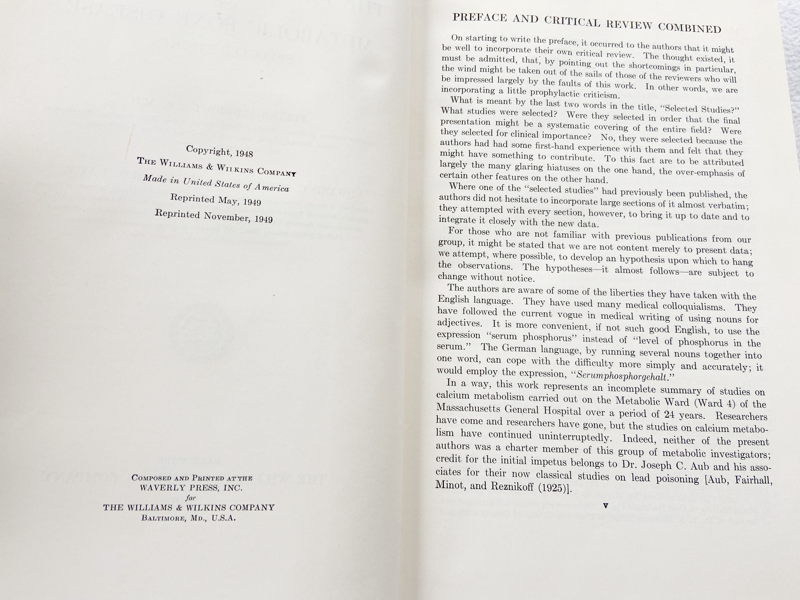 Copyright, 1948
The Williams & Wilkins Company
Made in United States of America
Reprinted May, 1949
Reprinted November, 1949
Composed and Printed at the
WAVERLY PRESS, INC.
for
THE WILLIAMS & WILKINS COMPANY
Baltimore, Md., U.S.A.
PREFACE AND CRITICAL REVIEW COMBINED
On starting to write the preface, it occurred to the authors that it might
be well to incorporate their own critical review. The thought existed, it
must be admitted, that, by pointing out the shortcomings in particular,
the wind might be taken out of the sails of those of the reviewers who will
be impressed largely by the faults of this work. In other words, we are
incorporating a little prophylactic criticism.
What is meant by the last two words in the title, "Selected Studies?"
What studies were selected? Were they selected in order that the final
presentation might be a systematic covering of the entire field? Were
they selected for clinical importance? No, they were selected because the
authors had had some first-hand experience with them and felt that they
might have something to contribute. To this fact are to be attributed
largely the many glaring hiatuses on the one hand, the over-emphasis of
certain other features on the other hand.
Where one of the "selected studies" had previously been published, the
authors did not hesitate to incorporate large sections of it almost verbatim;
they attempted with every section, however, to bring it up to date and to
integrate it closely with the new data.
For those who are not familiar with previous publications from our
group, it might be stated that we are not content merely to present data;
we attempt, where possible, to develop an hypothesis upon which to hang
the observations. The hypotheses—it almost follows—are subject to
change without notice.
The authors are aware of some of the liberties they have taken with the
English language. They have used many medical colloquialisms. They
have followed the current vogue in medical writing of using nouns for
adjectives. It is more convenient, if not such good English, to use the
expression "serum phosphorus" instead of "level of phosphorus in the
serum." The German language, by running several nouns together into
one word, can cope with the difficulty more simply and accurately; it
would employ the expression, "Serumphosphorgehalt."
In a way, this work represents an incomplete summary of studies on
calcium metabolism carried out on the Metabolic Ward (Ward 4) of the
Massachusetts General Hospital over a period of 24 years. Researchers
have come and researchers have gone, but the studies on calcium metabo-
lism have continued uninterruptedly. Indeed, neither of the present
authors was a charter member of this group of metabolic investigators;
credit for the initial impetus belongs to Dr. Joseph C. Aub and his asso-
ciates for their now classical studies on lead poisoning [Aub, Fairhall,
Minot, and Reznikoff (1925)].
v